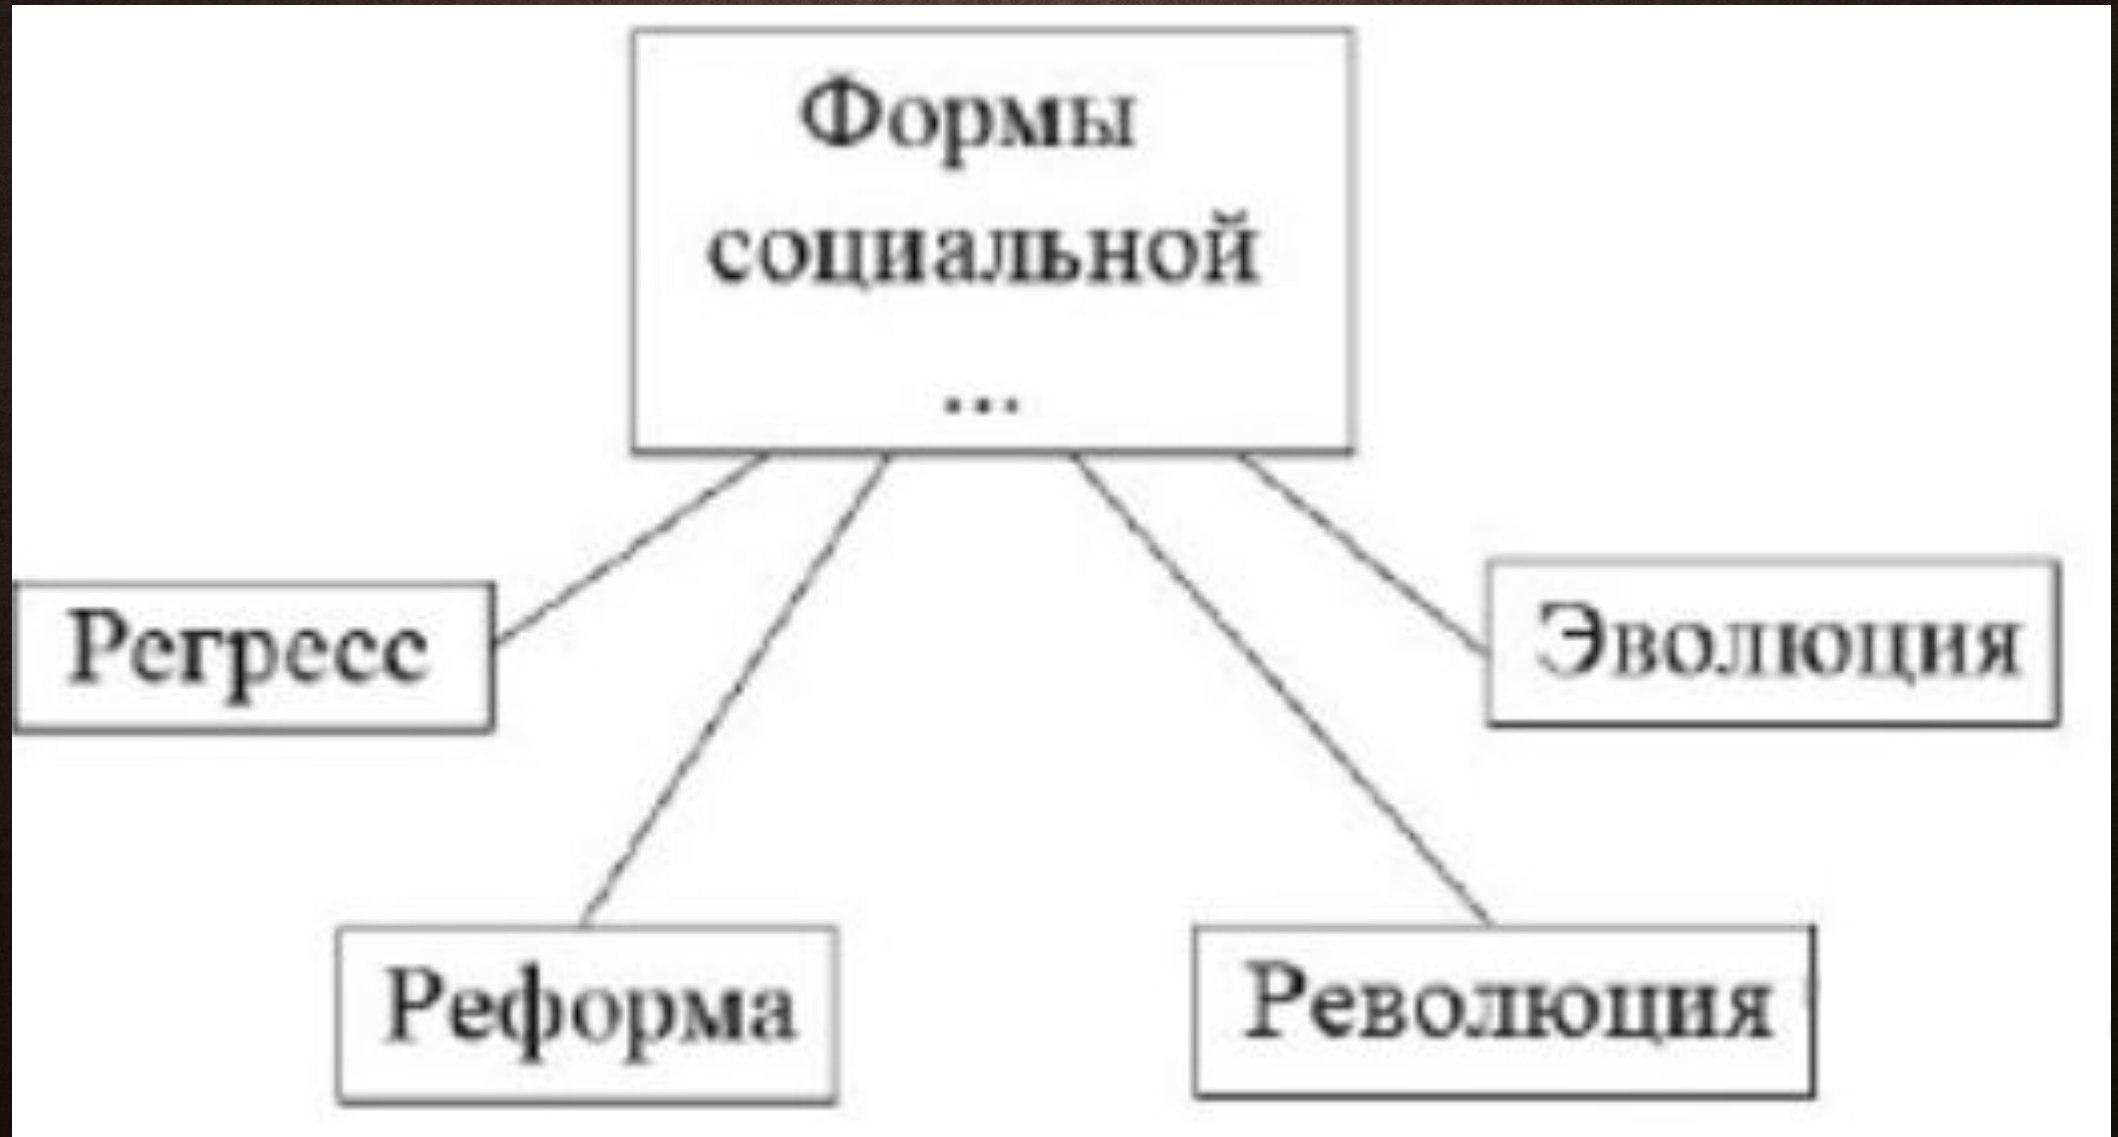 Формы
социальной
...
Регресс
Эволюция
Реформа
Революция